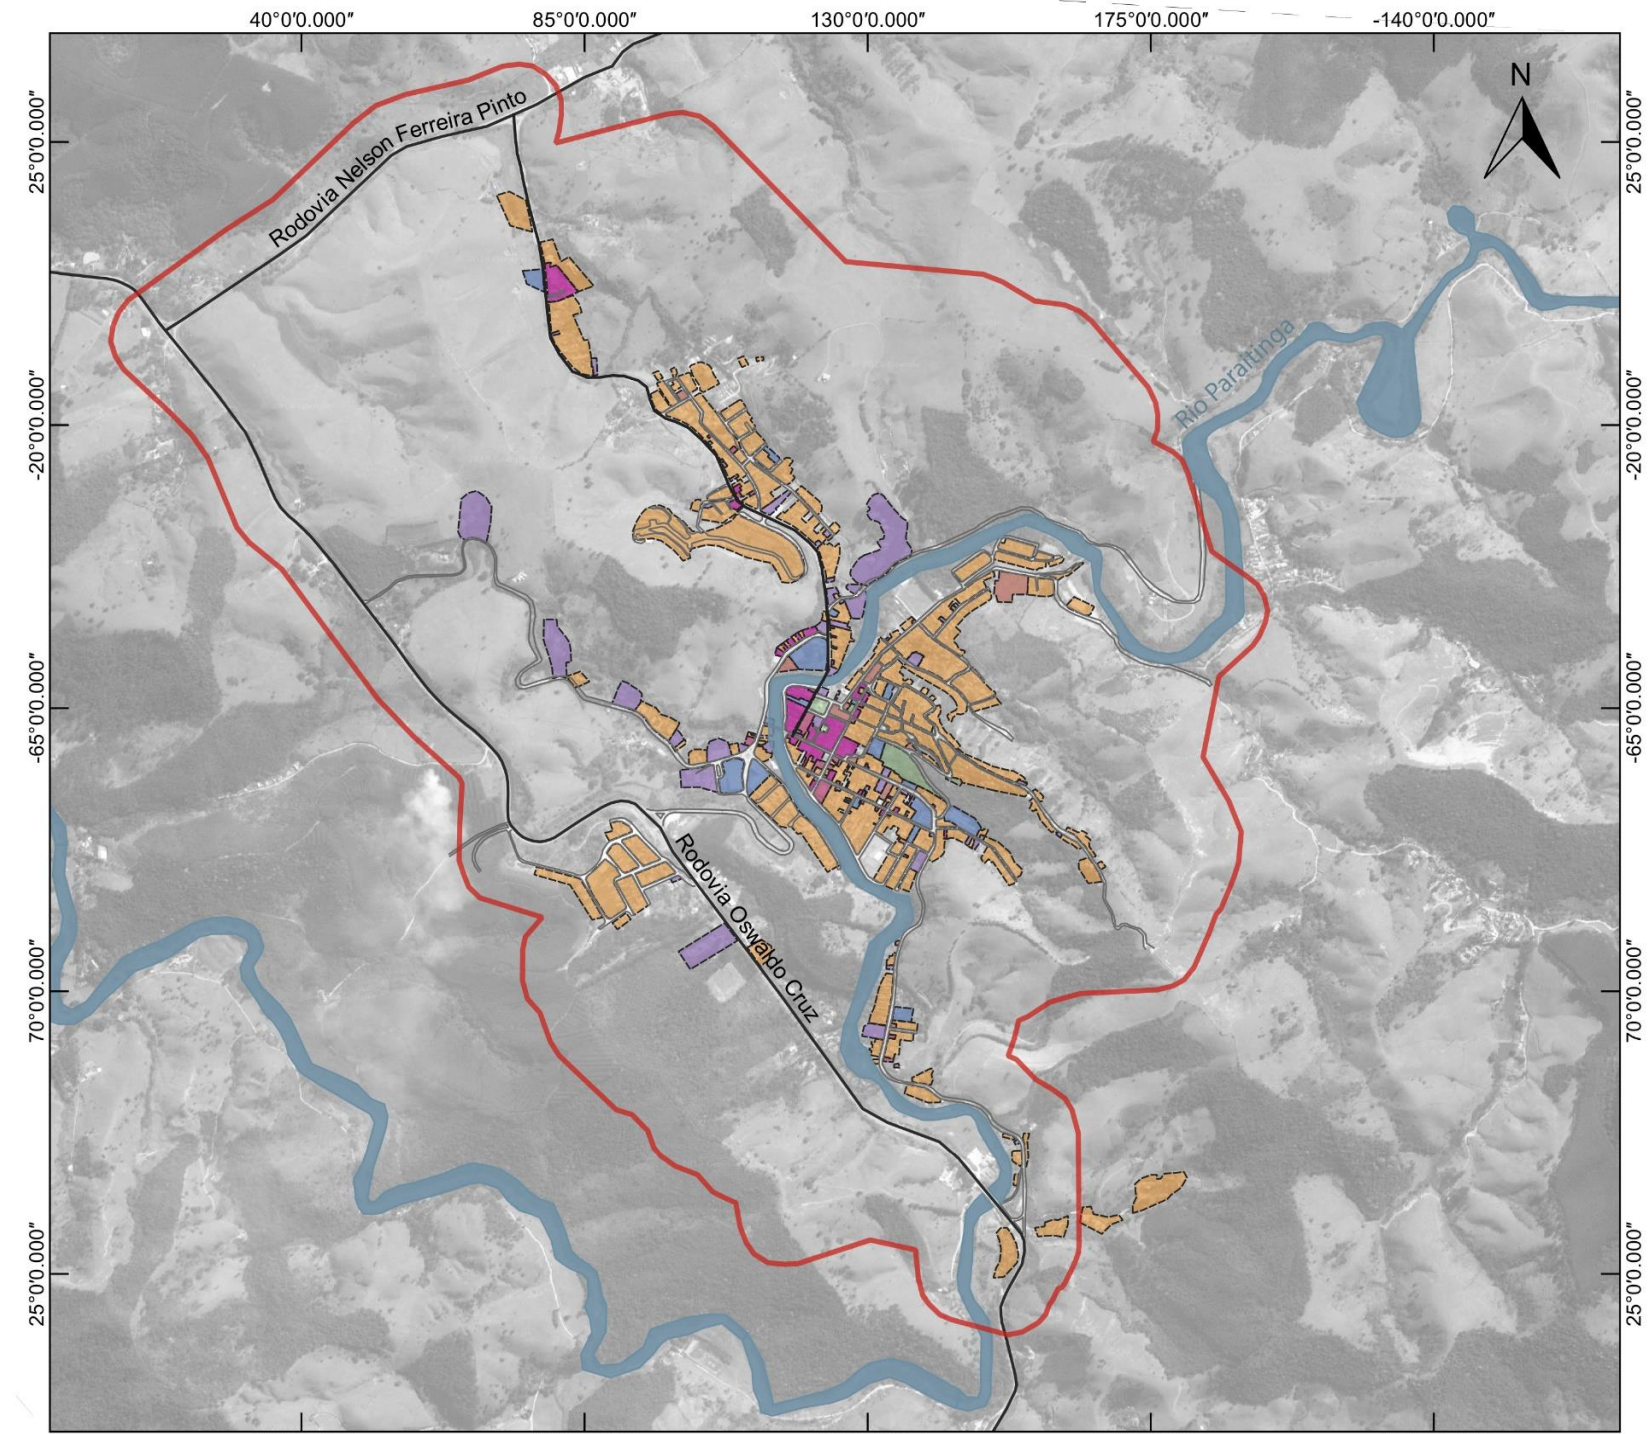 40°0'0.000" 85°0'0.000" 130°0'0.000" 175°0'0.000" -140°0'0.000"
N
25°0'0.000" 25°0'0.000"
Rodovia Nelson Ferreira Pinto
Rio Paraitinga
-20°0'0.000" -20°0'0.000"
-65°0'0.000" -65°0'0.000"
Rodovia Oswaldo Cruz
70°0'0.000" 70°0'0.000"
25°0'0.000" 25°0'0.000"